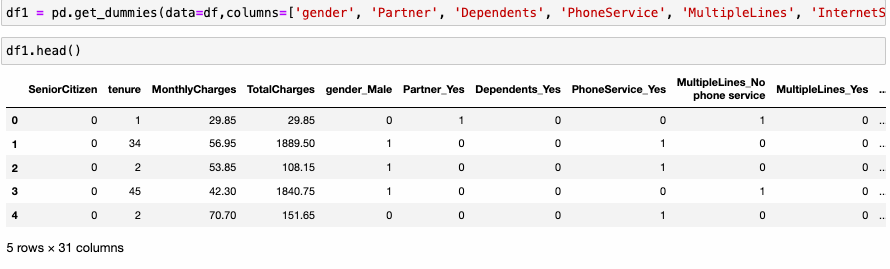 df1 = pd.get_dummies(data=df,columns=['gender', 'Partner', 'Dependents', 'PhoneService', 'MultipleLines', 'InternetS
df1.head()
SeniorCitizen tenure MonthlyCharges TotalCharges gender_Male Partner_Yes Dependents_Yes PhoneService_Yes MultipleLines_No phone service MultipleLines_Yes ...
0 0 1 29.85 29.85 0 1 0 0 1 0 ...
1 0 34 56.95 1889.50 1 0 0 1 0 0 ...
2 0 2 53.85 108.15 1 0 0 1 0 0 ...
3 0 45 42.30 1840.75 1 0 0 0 1 0 ...
4 0 2 70.70 151.65 0 0 0 1 0 0 ...
5 rows × 31 columns